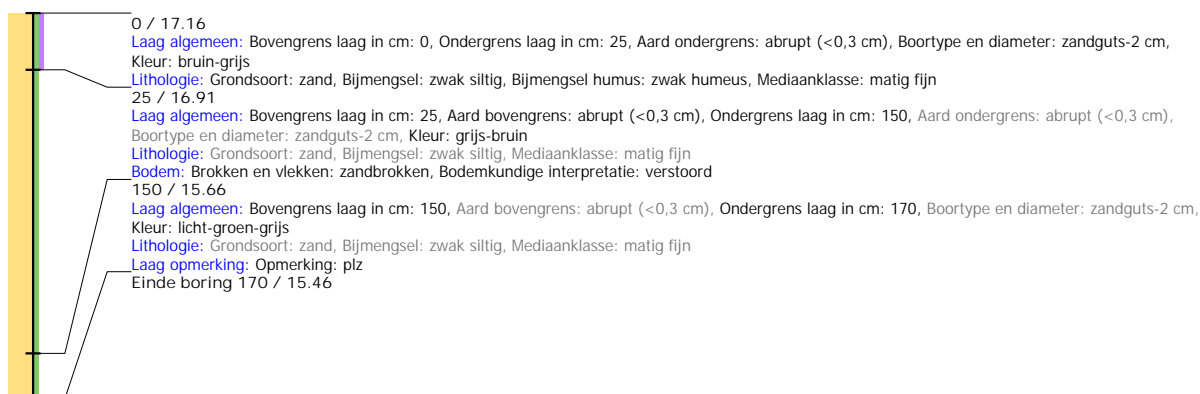 0 / 17.16
Laag algemeen: Bovengrens laag in cm: 0, Ondergrens laag in cm: 25, Aard ondergrens: abrupt (<0,3 cm), Boortype en diameter: zandguts-2 cm,
Kleur: bruin-grijs
Lithologie: Grondsoort: zand, Bijmengsel: zwak siltig, Bijmengsel humus: zwak humeus, Mediaanklasse: matig fijn
25 / 16.91
Laag algemeen: Bovengrens laag in cm: 25, Aard bovengrens: abrupt (<0,3 cm), Ondergrens laag in cm: 150, Aard ondergrens: abrupt (<0,3 cm),
Boortype en diameter: zandguts-2 cm, Kleur: grijs-bruin
Lithologie: Grondsoort: zand, Bijmengsel: zwak siltig, Mediaanklasse: matig fijn
Bodem: Brokken en vlekken: zandbrokken, Bodemkundige interpretatie: verstoord
150 / 15.66
Laag algemeen: Bovengrens laag in cm: 150, Aard bovengrens: abrupt (<0,3 cm), Ondergrens laag in cm: 170, Boortype en diameter: zandguts-2 cm,
Kleur: licht-groen-grijs
Lithologie: Grondsoort: zand, Bijmengsel: zwak siltig, Mediaanklasse: matig fijn
Laag opmerking: Opmerking: plz
Einde boring 170 / 15.46